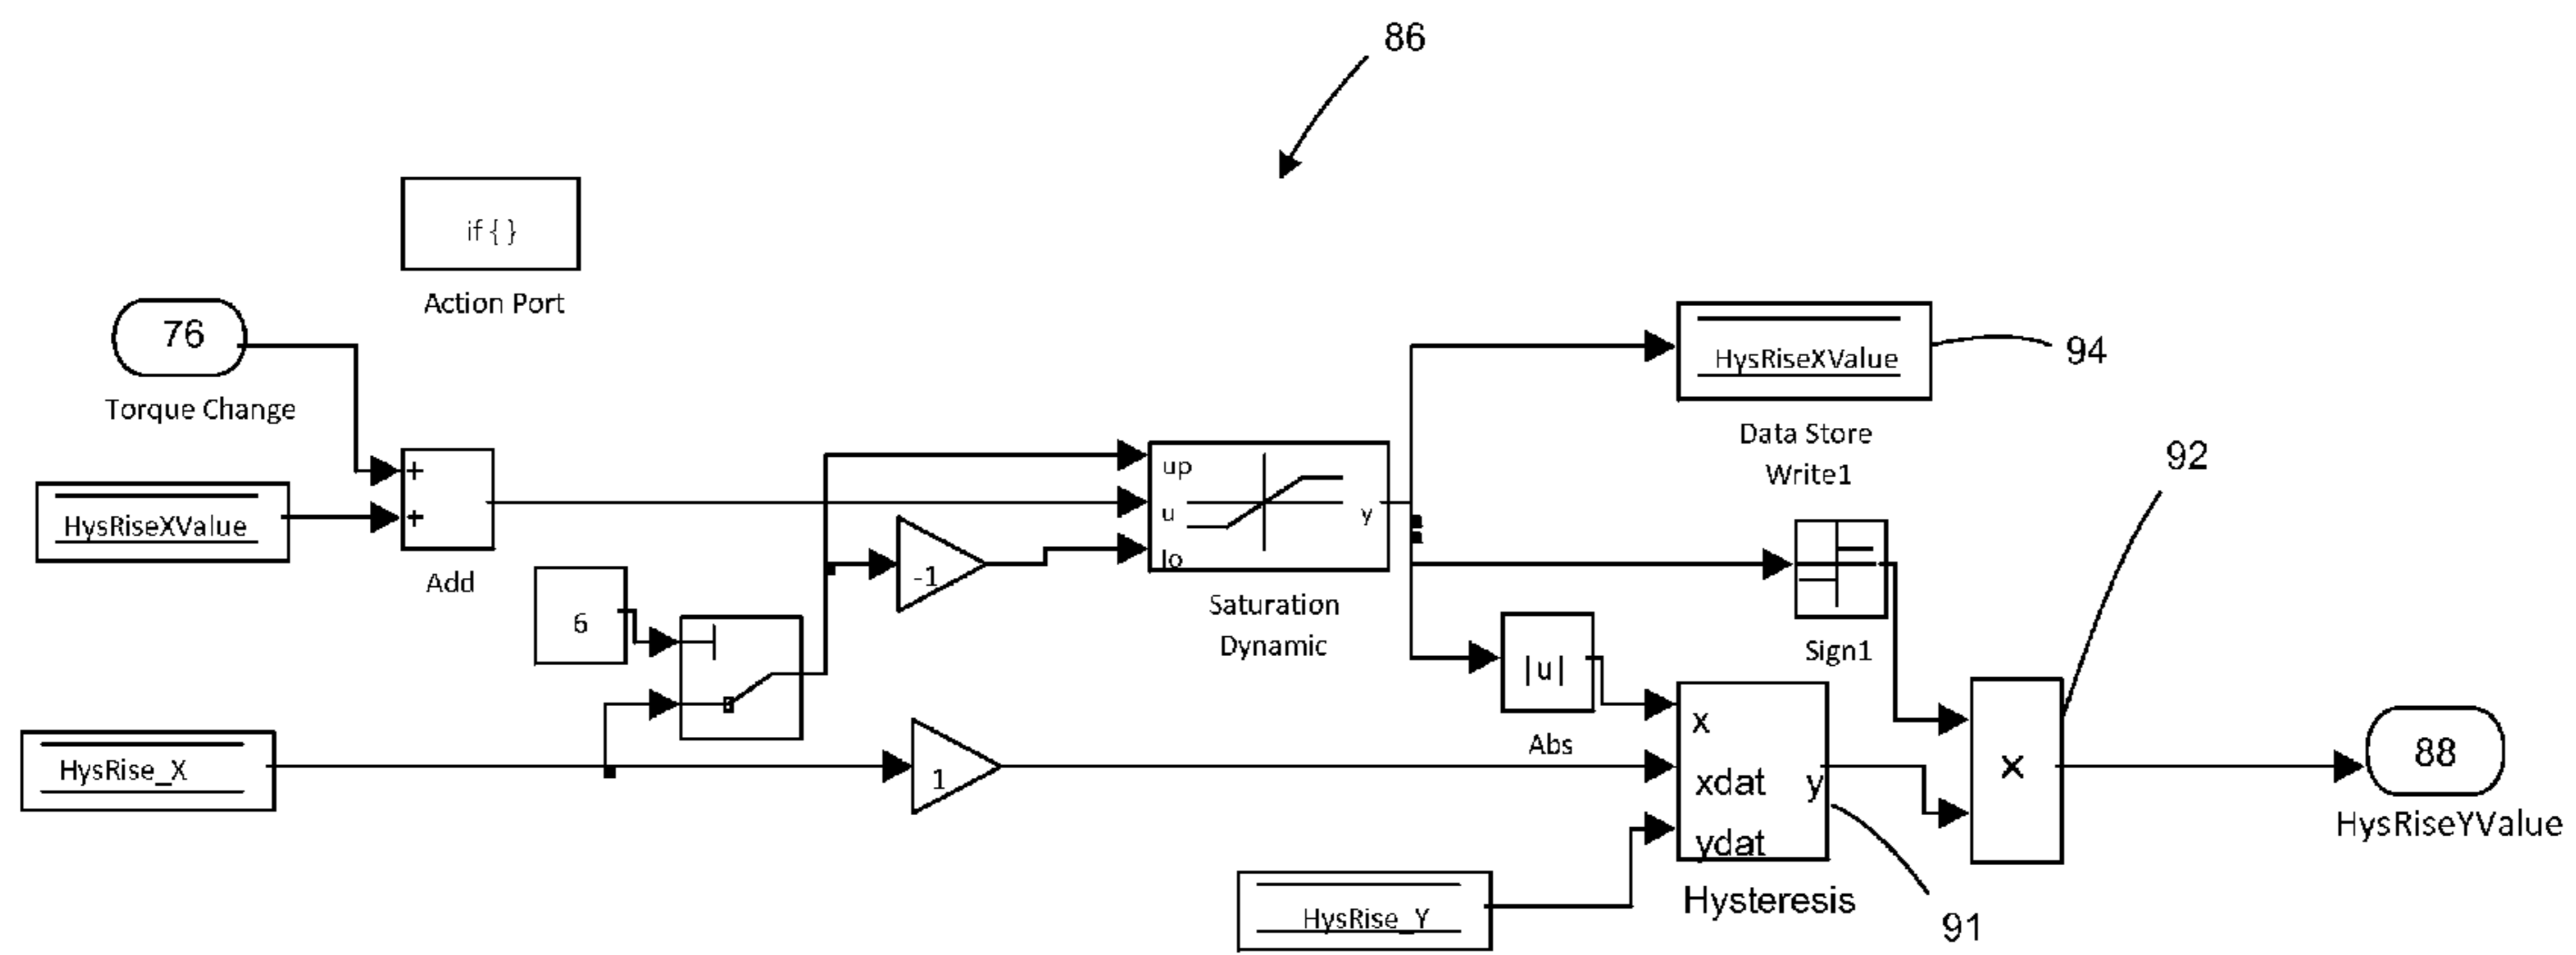 86
if { }
Action Port
76
Torque Change
HysRiseXValue
94
Data Store
Write1
92
HysRiseXValue
+
+
Add
up
u
lo
y
Saturation
Dynamic
-1
6
Sign1
|u|
Abs
HysRise_X
1
x
xdat
ydat
y
Hysteresis
91
×
88
HysRiseYValue
HysRise_Y